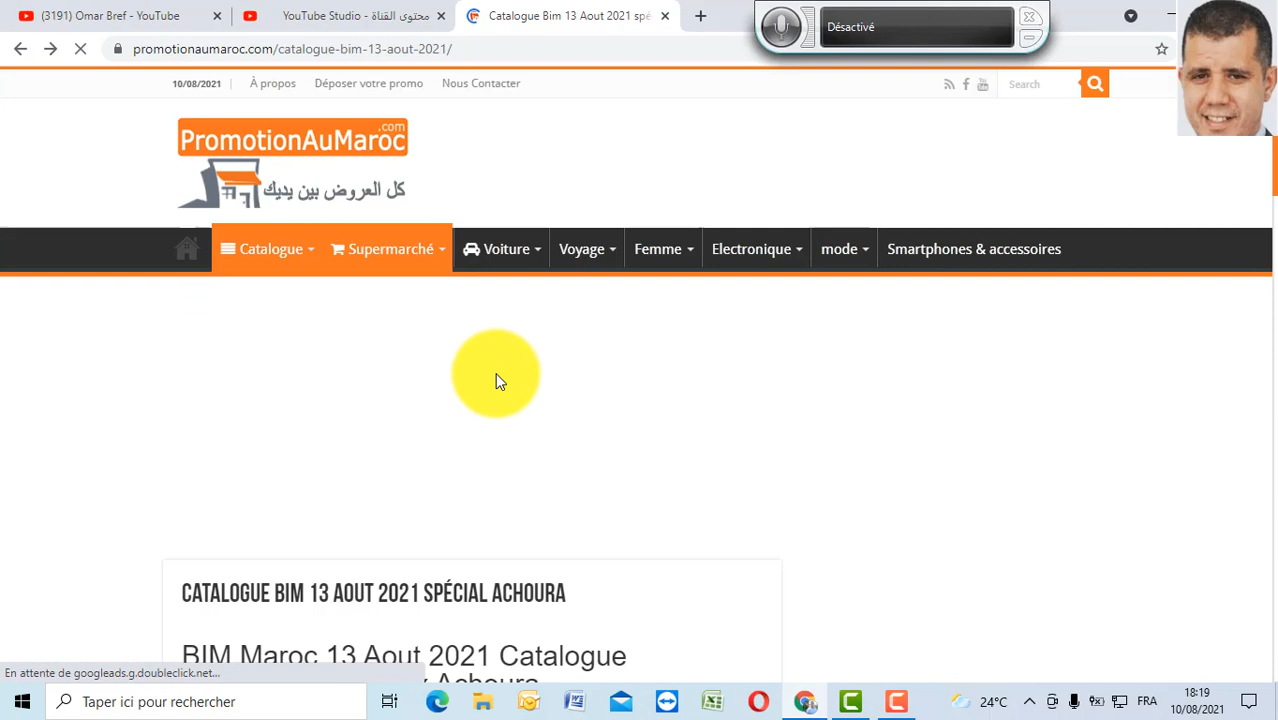 (3191) Omar Bref - YouTube
YouTube Studio - محتوى القناة
Catalogue Bim 13 Aout 2021 spé
Désactivé
promotionaumaroc.com/catalogue-bim-13-aout-2021/
10/08/2021 À propos Déposer votre promo Nous Contacter Search
PromotionAuMaroc.com
كل العروض بين يديك
Catalogue Supermarché Voiture Voyage Femme Electronique mode Smartphones & accessoires
CATALOGUE BIM 13 AOUT 2021 SPÉCIAL ACHOURA
BIM Maroc 13 Aout 2021 Catalogue
Achoura
En attente de googleads.g.doubleclick.net...
Taper ici pour rechercher
24°C FRA 18:19
10/08/2021